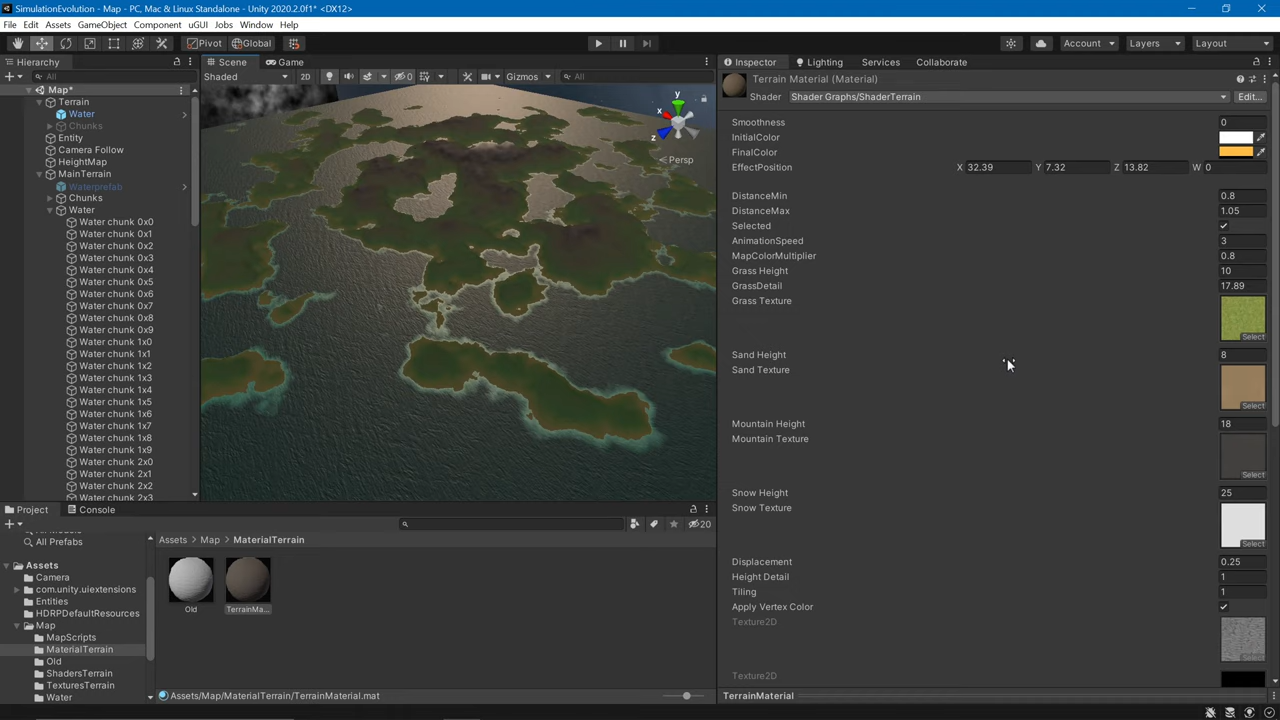 SimulationEvolution - Map - PC, Mac & Linux Standalone - Unity 2020.2.0f1* <DX12>
File Edit Assets GameObject Component uGUI Jobs Window Help
Pivot Global Account Layers Layout
Hierarchy
All
Map*
Terrain
Water
Chunks
Entity
Camera Follow
HeightMap
MainTerrain
Waterprefab
Chunks
Water
Water chunk 0x0
Water chunk 0x1
Water chunk 0x2
Water chunk 0x3
Water chunk 0x4
Water chunk 0x5
Water chunk 0x6
Water chunk 0x7
Water chunk 0x8
Water chunk 0x9
Water chunk 1x0
Water chunk 1x1
Water chunk 1x2
Water chunk 1x3
Water chunk 1x4
Water chunk 1x5
Water chunk 1x6
Water chunk 1x7
Water chunk 1x8
Water chunk 1x9
Water chunk 2x0
Water chunk 2x1
Water chunk 2x2
Water chunk 2x3
Scene Game
Shaded 2D 0 Gizmos All
y
x
z
Persp
Inspector Lighting Services Collaborate
Terrain Material (Material)
Shader Shader Graphs/ShaderTerrain Edit...
Smoothness 0
InitialColor
FinalColor
EffectPosition X 32.39 Y 7.32 Z 13.82 W 0
DistanceMin 0.8
DistanceMax 1.05
Selected
AnimationSpeed 3
MapColorMultiplier 0.8
Grass Height 10
GrassDetail 17.89
Grass Texture
Select
Sand Height 8
Sand Texture
Select
Mountain Height 18
Mountain Texture
Select
Snow Height 25
Snow Texture
Select
Displacement 0.25
Height Detail 1
Tiling 1
Apply Vertex Color
Texture2D
Select
Texture2D
TerrainMaterial
Project Console
20
All Prefabs
Assets
Camera
com.unity.uiextensions
Entities
HDRPDefaultResources
Map
MapScripts
MaterialTerrain
Old
ShadersTerrain
TexturesTerrain
Water
Assets Map MaterialTerrain
Old TerrainMa...
Assets/Map/MaterialTerrain/TerrainMaterial.mat